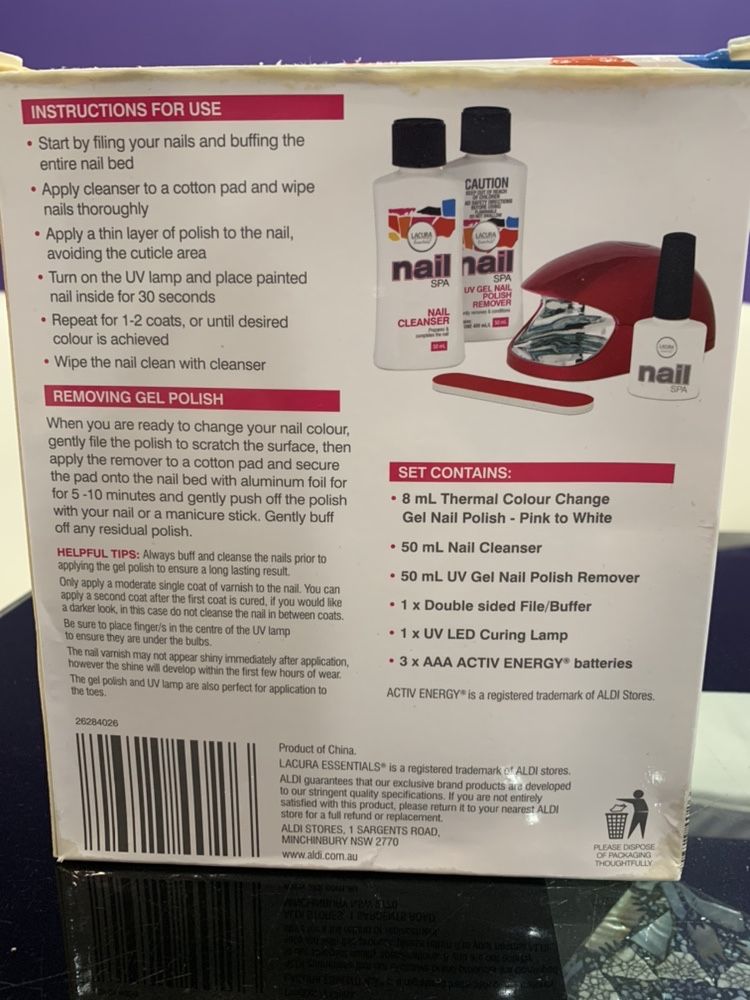 INSTRUCTIONS FOR USE
• Start by filing your nails and buffing the
entire nail bed
• Apply cleanser to a cotton pad and wipe
nails thoroughly
• Apply a thin layer of polish to the nail,
avoiding the cuticle area
• Turn on the UV lamp and place painted
nail inside for 30 seconds
• Repeat for 1-2 coats, or until desired
colour is achieved
• Wipe the nail clean with cleanser
REMOVING GEL POLISH
When you are ready to change your nail colour,
gently file the polish to scratch the surface, then
apply the remover to a cotton pad and secure
the pad onto the nail bed with aluminum foil for
for 5 -10 minutes and gently push off the polish
with your nail or a manicure stick. Gently buff
off any residual polish.
HELPFUL TIPS: Always buff and cleanse the nails prior to
applying the gel polish to ensure a long lasting result.
Only apply a moderate single coat of varnish to the nail. You can
apply a second coat after the first coat is cured, if you would like
a darker look, in this case do not cleanse the nail in between coats.
Be sure to place finger/s in the centre of the UV lamp
to ensure they are under the bulbs.
The nail varnish may not appear shiny immediately after application,
however the shine will develop within the first few hours of wear.
The gel polish and UV lamp are also perfect for application to
the toes.
LACURA
nail
SPA
NAIL
CLEANSER
50 mL
CAUTION
KEEP OUT OF REACH
OF CHILDREN
LACURA
nail
SPA
UV GEL NAIL
POLISH
REMOVER
50 mL
LACURA
nail
SPA
SET CONTAINS:
• 8 mL Thermal Colour Change
Gel Nail Polish - Pink to White
• 50 mL Nail Cleanser
• 50 mL UV Gel Nail Polish Remover
• 1 x Double sided File/Buffer
• 1 x UV LED Curing Lamp
• 3 x AAA ACTIV ENERGY® batteries
ACTIV ENERGY® is a registered trademark of ALDI Stores.
26284026
Product of China.
LACURA ESSENTIALS® is a registered trademark of ALDI stores.
ALDI guarantees that our exclusive brand products are developed
to our stringent quality specifications. If you are not entirely
satisfied with this product, please return it to your nearest ALDI
store for a full refund or replacement.
ALDI STORES, 1 SARGENTS ROAD,
MINCHINBURY NSW 2770
www.aldi.com.au
PLEASE DISPOSE
OF PACKAGING
THOUGHTFULLY